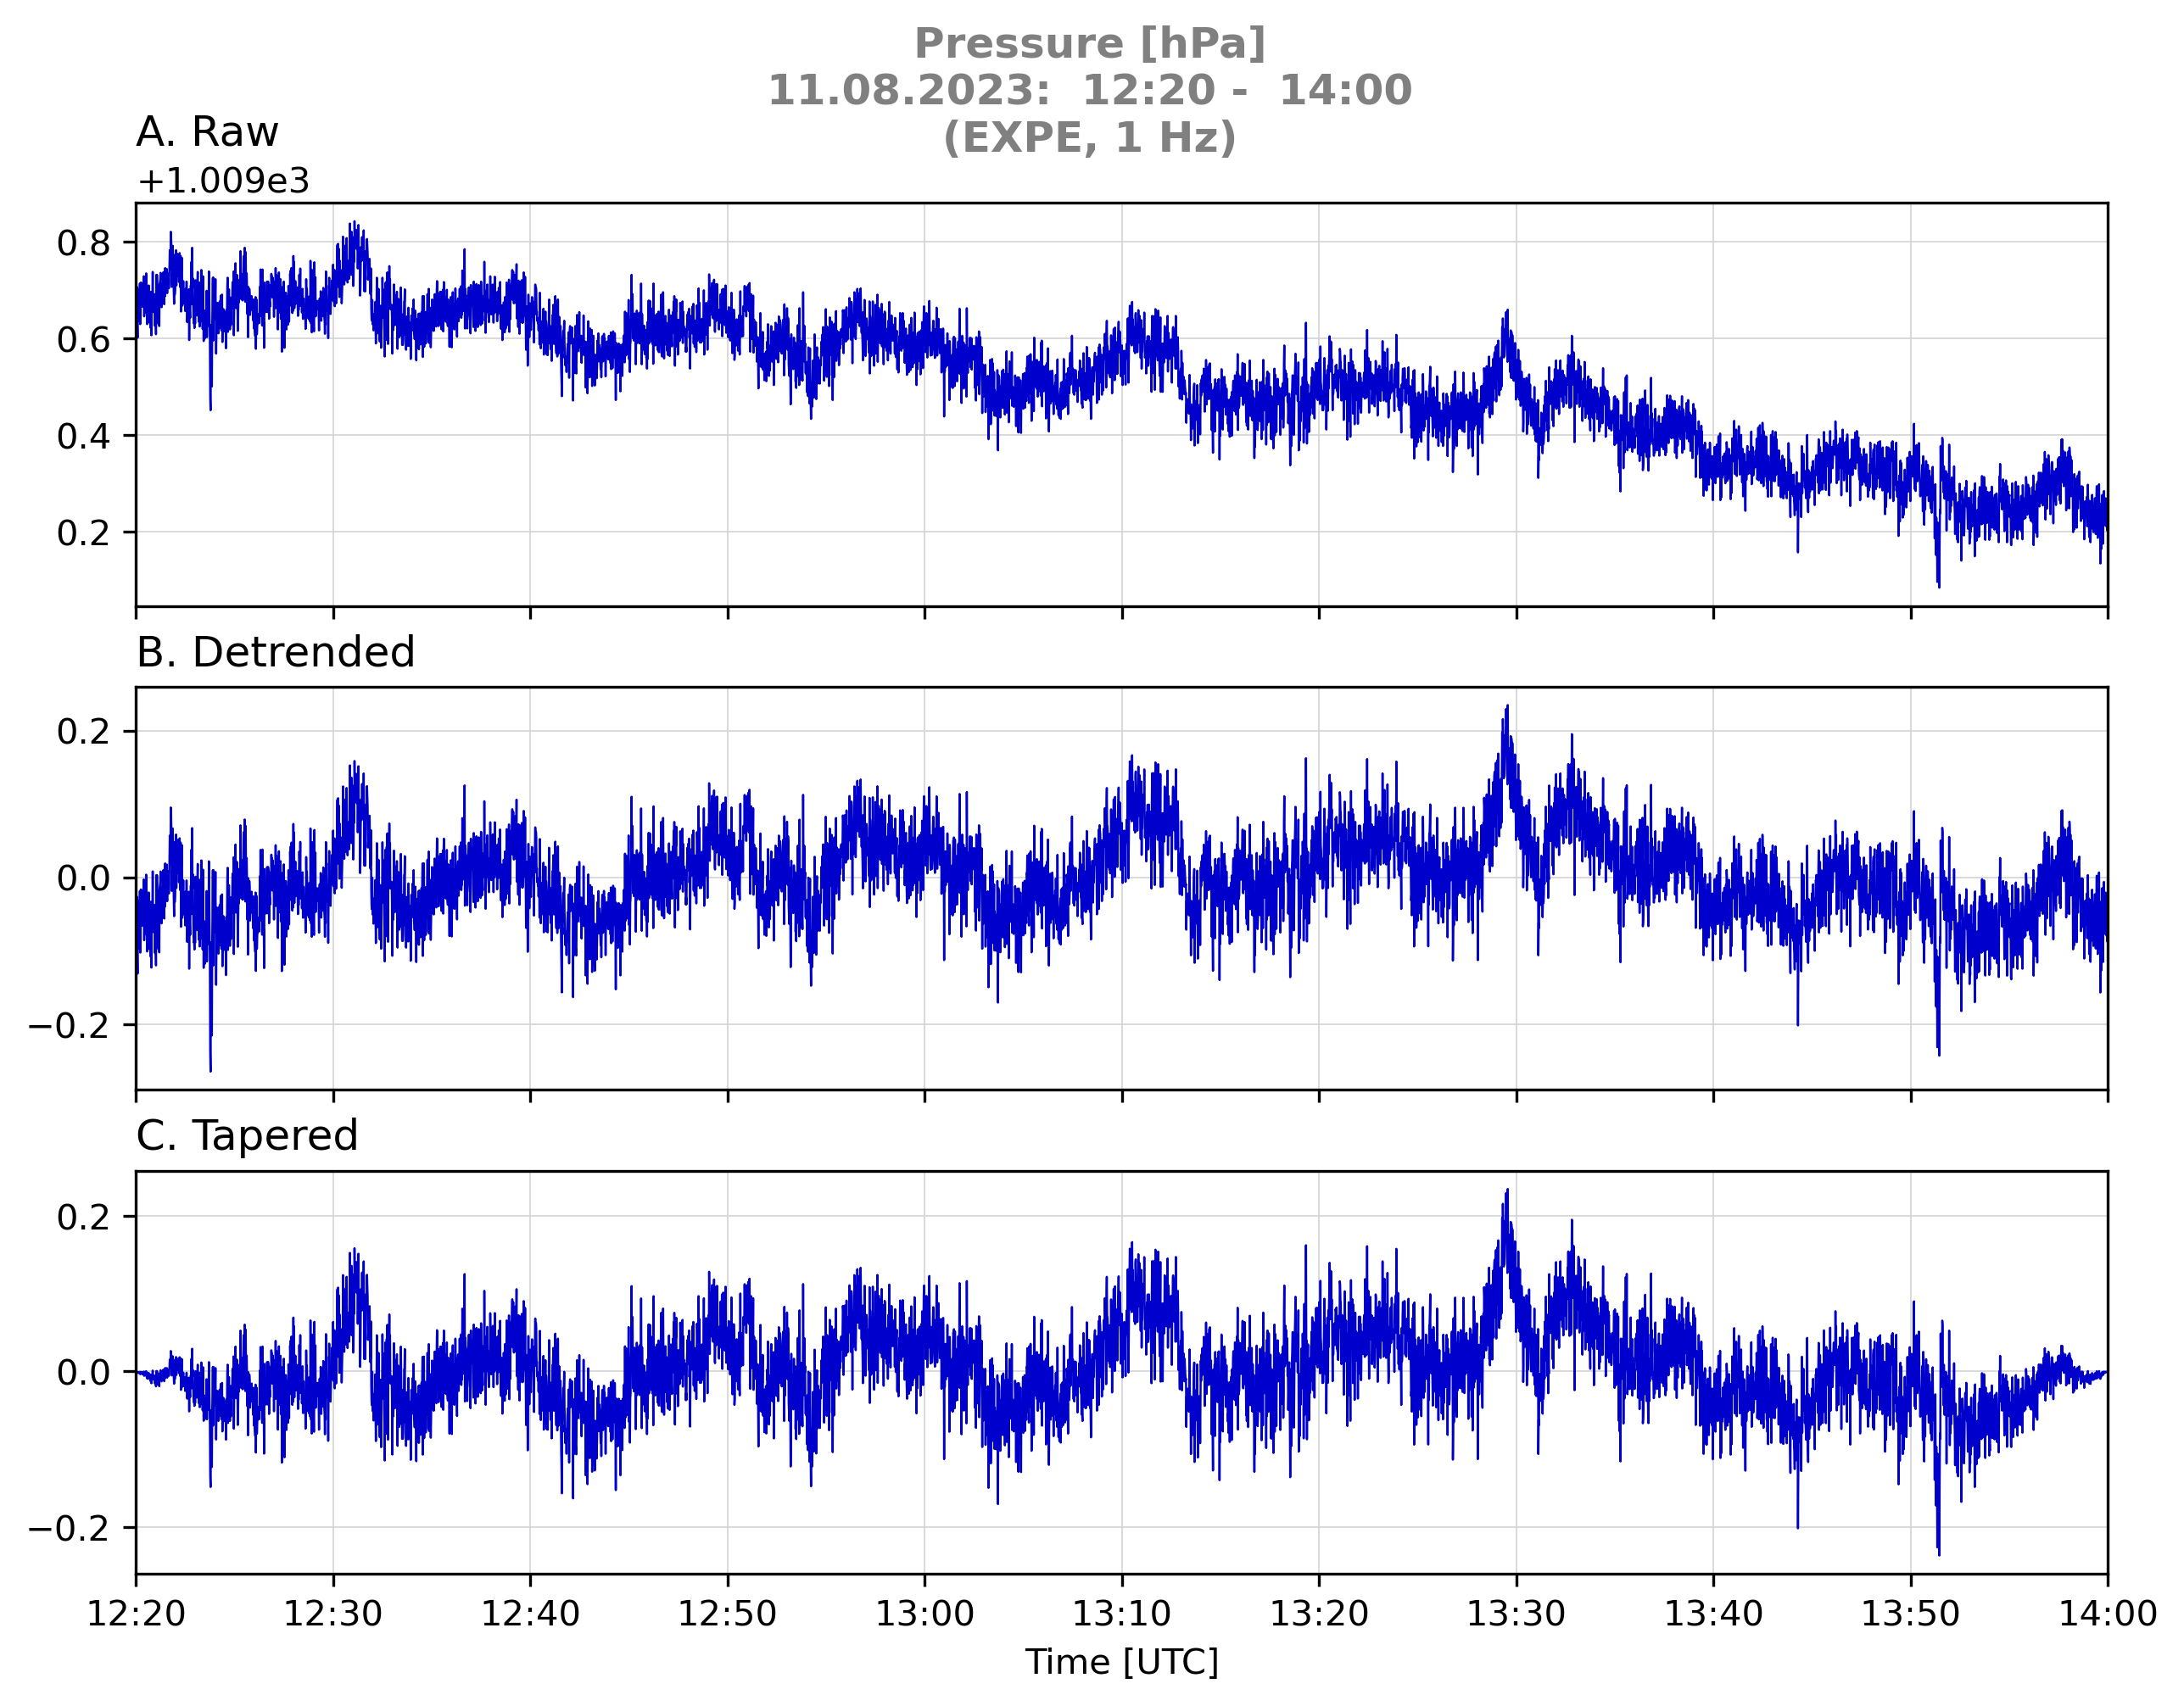 Pressure [hPa]
11.08.2023:  12:20 -  14:00
(EXPE, 1 Hz)
A. Raw
+1.009e3
0.8
0.6
0.4
0.2
B. Detrended
0.2
0.0
−0.2
C. Tapered
0.2
0.0
−0.2
12:20 12:30 12:40 12:50 13:00 13:10 13:20 13:30 13:40 13:50 14:00
Time [UTC]